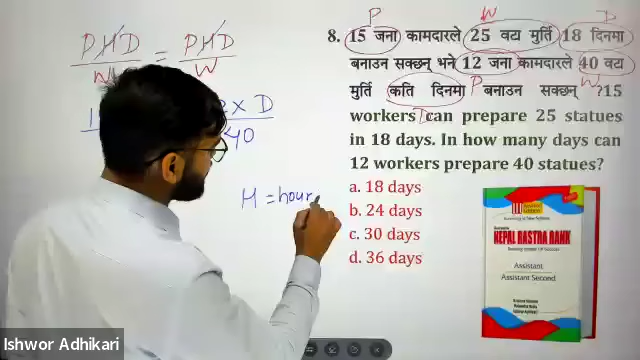 PHD = PHD
W W
2 × D
40
H = hour
P W D
8. 15 जना कामदारले 25 वटा मुर्ति 18 दिनमा
बनाउन सक्छन् भने 12 जना कामदारले 40 वटा
मुर्ति कति दिनमा P बनाउन सक्छन् W ?15
workers D can prepare 25 statues
in 18 days. In how many days can
12 workers prepare 40 statues?
a. 18 days
b. 24 days
c. 30 days
d. 36 days
NEPAL RASTRA BANK
Assistant
Assistant Second
Ishwor Adhikari